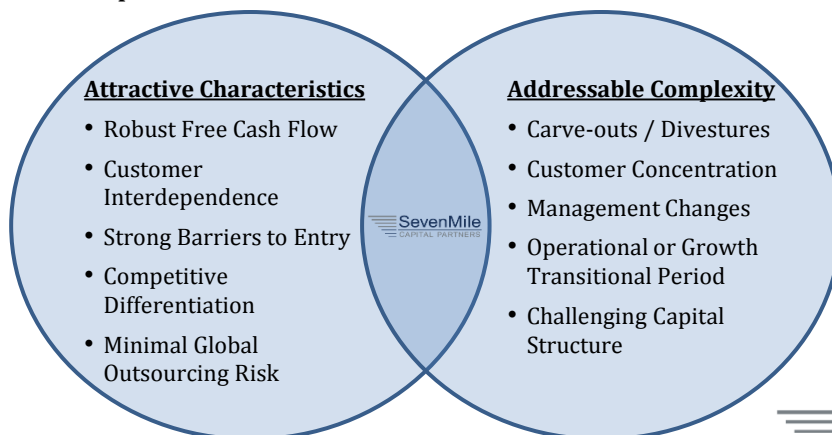 Attractive Characteristics
• Robust Free Cash Flow
• Customer
Interdependence
• Strong Barriers to Entry
• Competitive
Differentiation
• Minimal Global
Outsourcing Risk
SevenMile
CAPITAL PARTNERS
Addressable Complexity
• Carve-outs / Divestures
• Customer Concentration
• Management Changes
• Operational or Growth
Transitional Period
• Challenging Capital
Structure